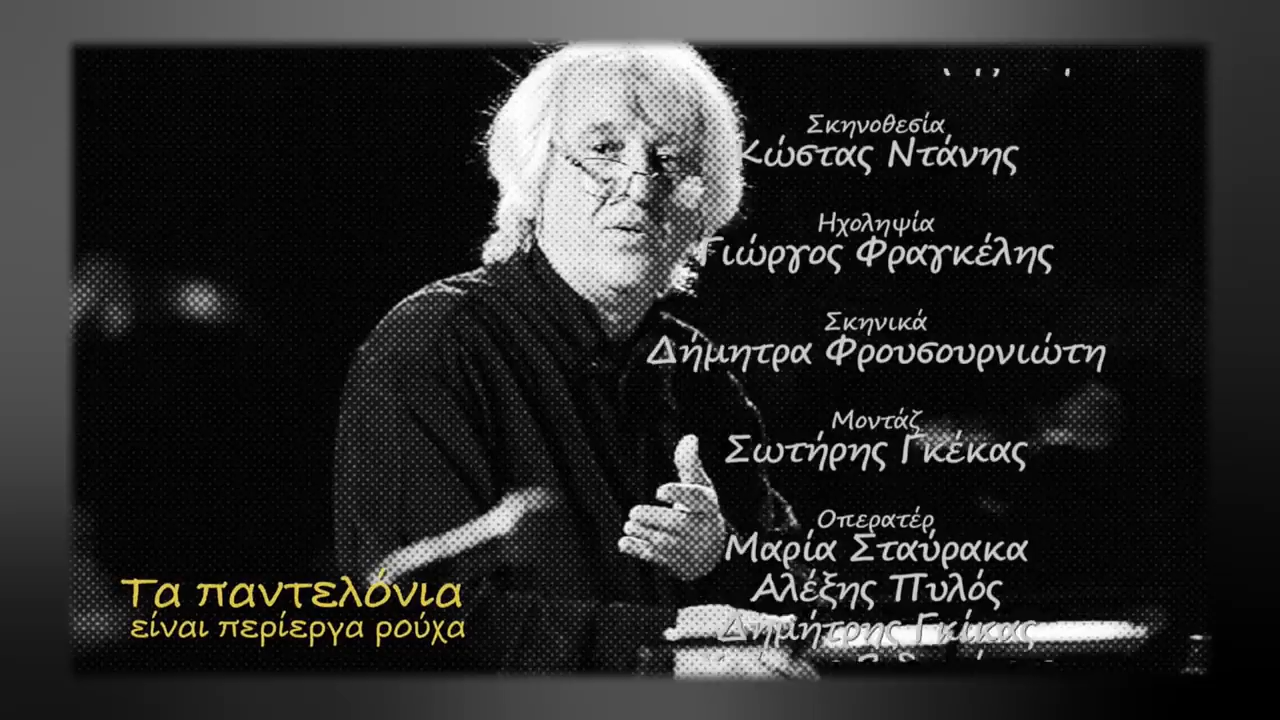 Σκηνοθεσία
Κώστας Ντάνης
Ηχοληψία
Γιώργος Φραγκέλης
Σκηνικά
Δήμητρα Φρουσουρνιώτη
Μοντάζ
Σωτήρης Γκέκας
Οπερατέρ
Μαρία Σταύρακα
Αλέξης Πυλός
Δημήτρης Γκίκας
Τα παντελόνια
είναι περίεργα ρούχα